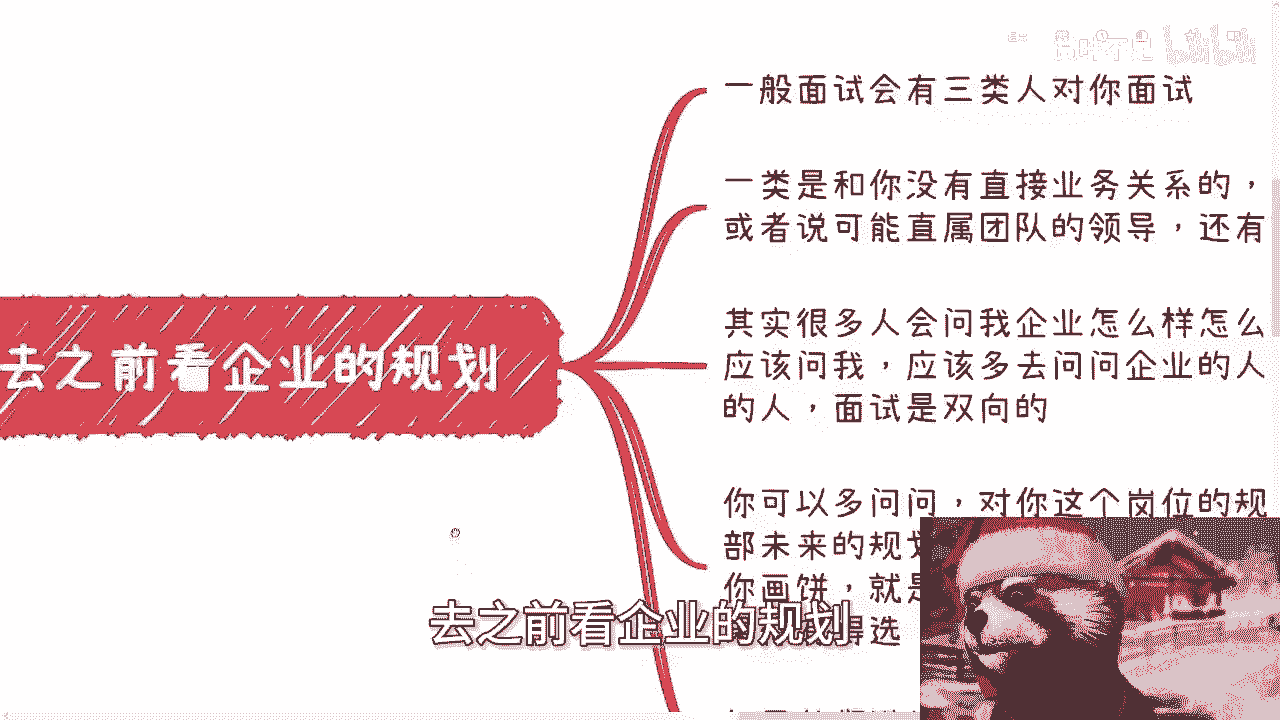 bilibili
一般面试会有三类人对你面试
一类是和你没有直接业务关系的，
或者说可能直属团队的领导，还有
去之前看企业的规划
其实很多人会问我企业怎么样怎么
应该问我，应该多去问问企业的人
的人，面试是双向的
你可以多问问，对你这个岗位的规
部未来的规划
你画饼，就是
得选
去之前看企业的规划